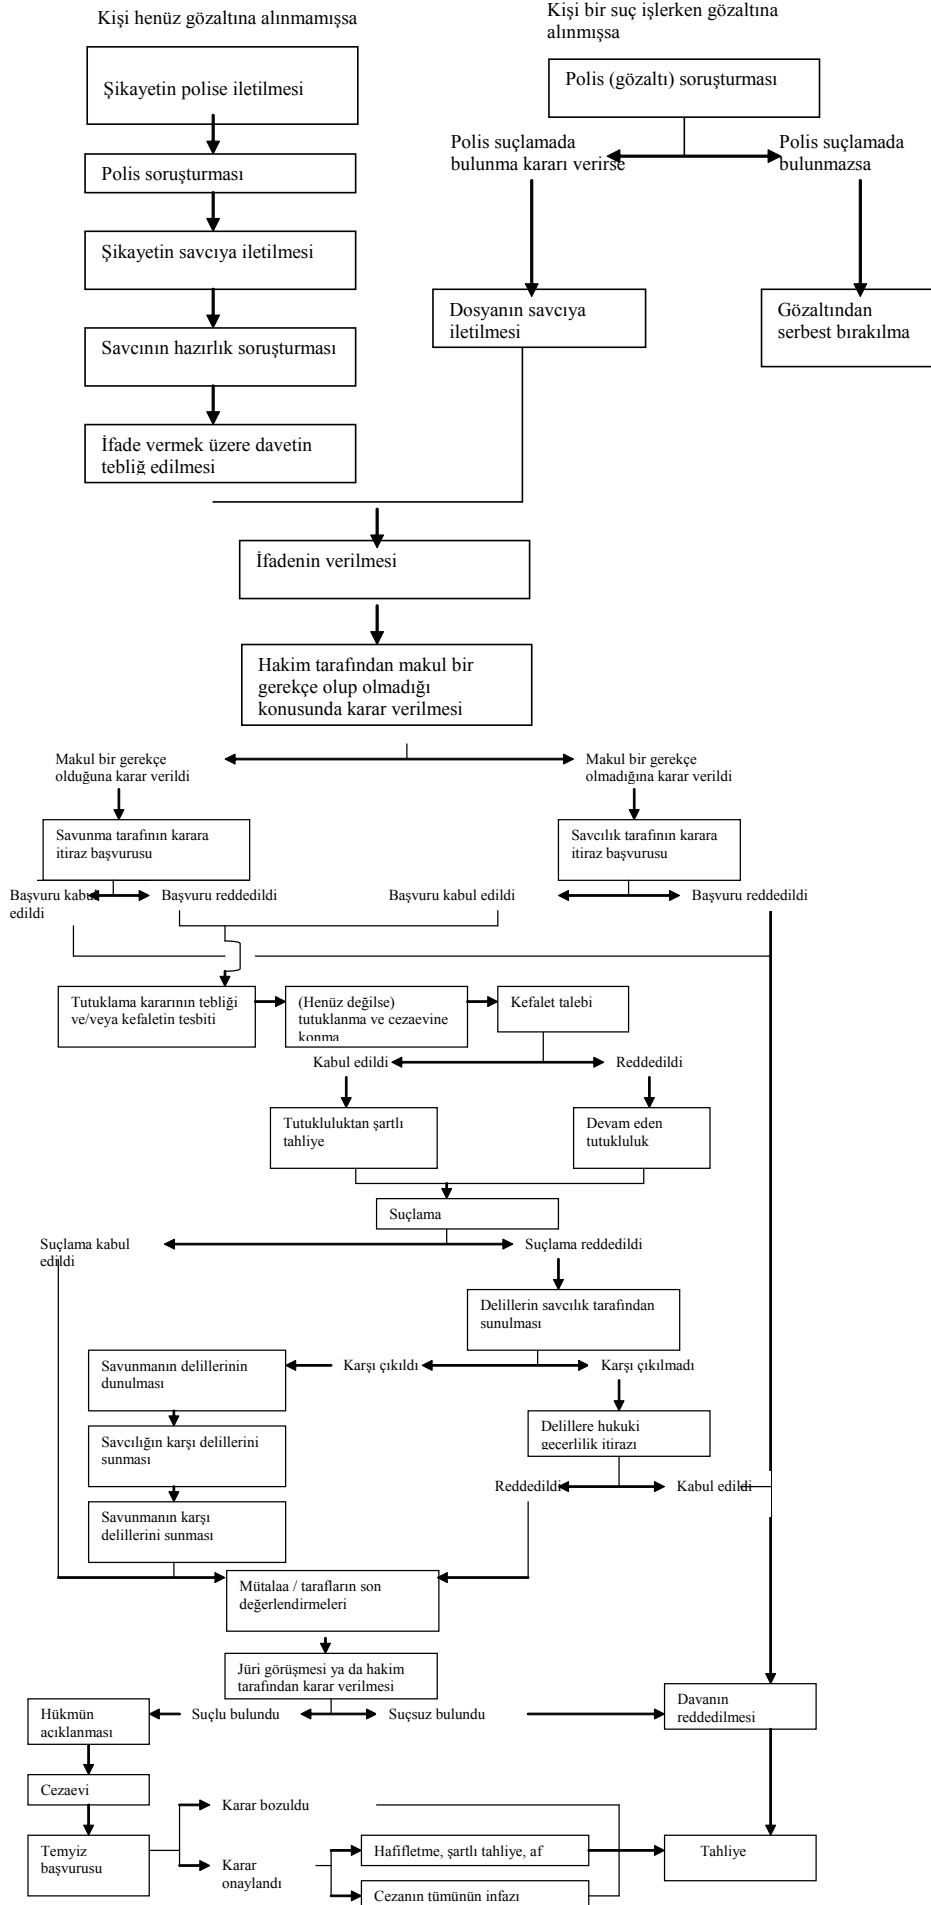 Kişi henüz gözaltına alınmamışsa
Kişi bir suç işlerken gözaltına
alınmışsa
Şikayetin polise iletilmesi
Polis (gözaltı) soruşturması
Polis suçlamada
bulunma kararı verirse
Polis suçlamada
bulunmazsa
Polis soruşturması
Şikayetin savcıya iletilmesi
Dosyanın savcıya
iletilmesi
Gözaltından
serbest bırakılma
Savcının hazırlık soruşturması
İfade vermek üzere davetin
tebliğ edilmesi
İfadenin verilmesi
Hakim tarafından makul bir
gerekçe olup olmadığı
konusunda karar verilmesi
Makul bir gerekçe
olduğuna karar verildi
Makul bir gerekçe
olmadığına karar verildi
Savunma tarafının karara
itiraz başvurusu
Savcılık tarafının karara
itiraz başvurusu
Başvuru kabul
edildi
Başvuru reddedildi
Başvuru kabul edildi
Başvuru reddedildi
Tutuklama kararının tebliği
ve/veya kefaletin tesbiti
(Henüz değilse)
tutuklanma ve cezaevine
konma
Kefalet talebi
Kabul edildi
Reddedildi
Tutukluluktan şartlı
tahliye
Devam eden
tutukluluk
Suçlama
Suçlama kabul
edildi
Suçlama reddedildi
Delillerin savcılık tarafından
sunulması
Savunmanın delillerinin
dunulması
Karşı çıkıldı
Karşı çıkılmadı
Savcılığın karşı delillerini
sunması
Delillere hukuki
geçerlilik itirazı
Reddedildi
Kabul edildi
Savunmanın karşı
delillerini sunması
Mütalaa / tarafların son
değerlendirmeleri
Jüri görüşmesi ya da hakim
tarafından karar verilmesi
Hükmün
açıklanması
Suçlu bulundu
Suçsuz bulundu
Davanın
reddedilmesi
Cezaevi
Karar bozuldu
Temyiz
başvurusu
Karar
onaylandı
Hafifletme, şartlı tahliye, af
Tahliye
Cezanın tümünün infazı